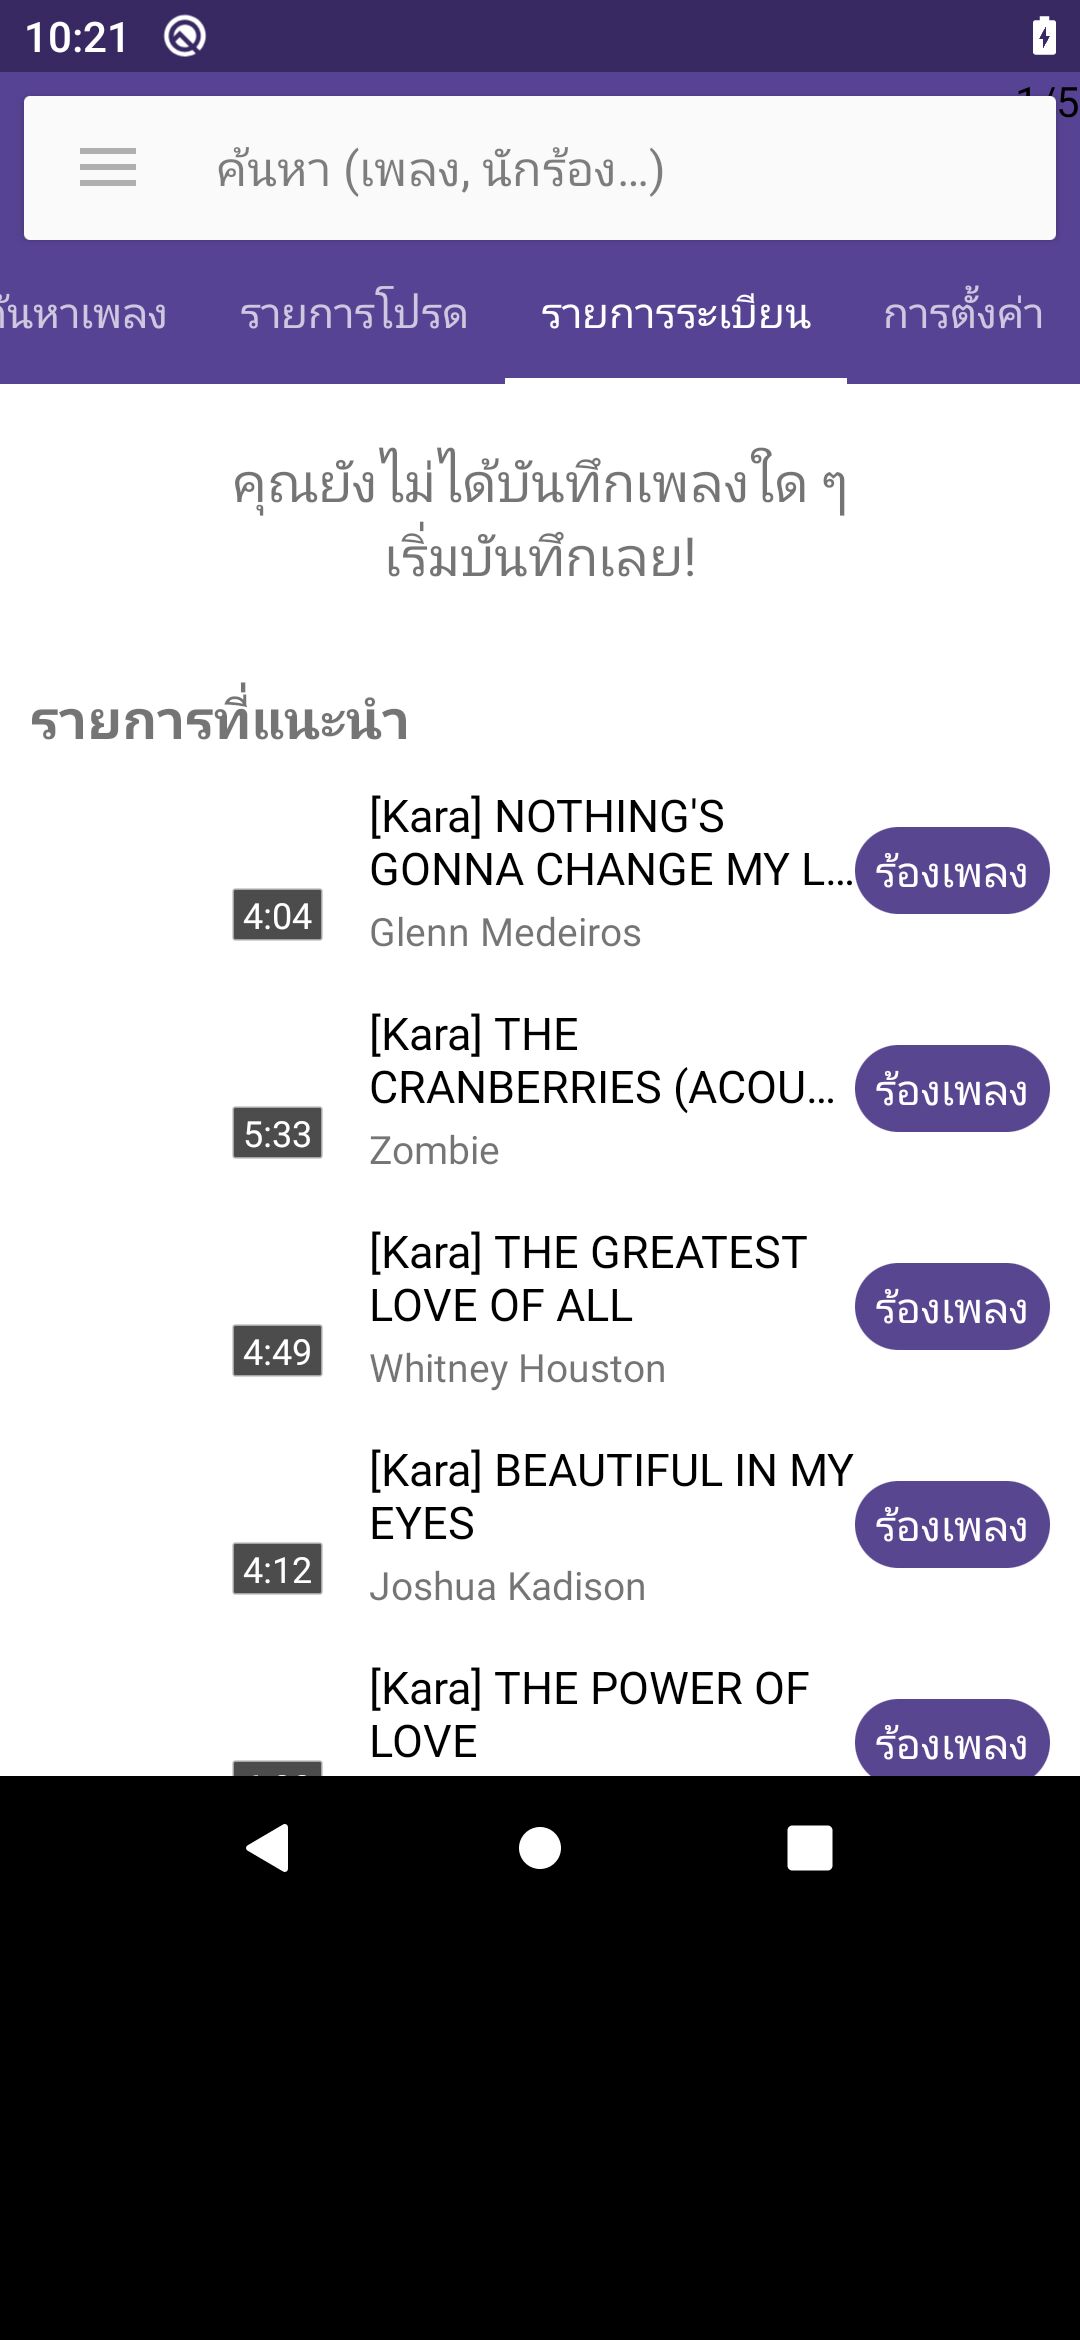 10:21
1/5
ค้นหา (เพลง, นักร้อง...)
ค้นหาเพลง
รายการโปรด
รายการระเบียน
การตั้งค่า
คุณยังไม่ได้บันทึกเพลงใด ๆ
เริ่มบันทึกเลย!
รายการที่แนะนำ
[Kara] NOTHING'S
GONNA CHANGE MY L...
Glenn Medeiros
4:04
ร้องเพลง
[Kara] THE
CRANBERRIES (ACOU...
Zombie
5:33
ร้องเพลง
[Kara] THE GREATEST
LOVE OF ALL
Whitney Houston
4:49
ร้องเพลง
[Kara] BEAUTIFUL IN MY
EYES
Joshua Kadison
4:12
ร้องเพลง
[Kara] THE POWER OF
LOVE
ร้องเพลง